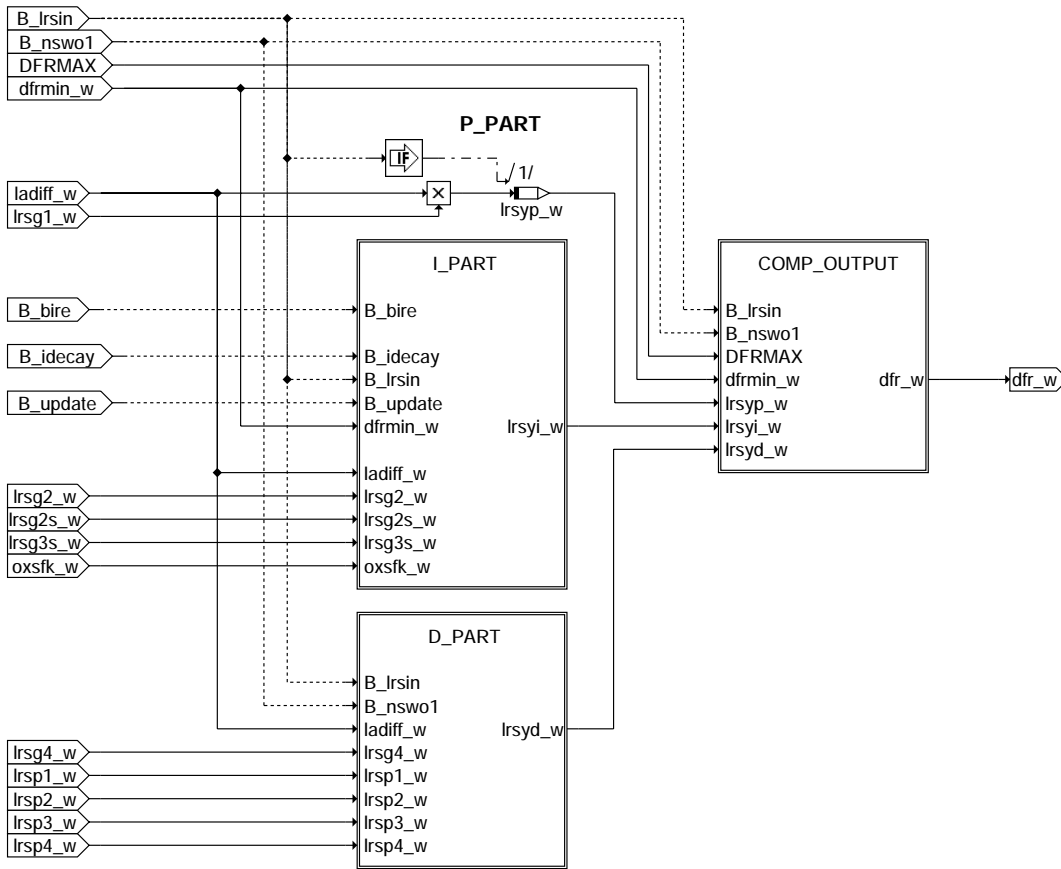 B_lrsin
B_nswo1
DFRMAX
dfrmin_w
P_PART
IF
/ 1/
ladiff_w
×
lrsg1_w
lrsyp_w
I_PART
COMP_OUTPUT
B_bire
B_bire
B_idecay
B_idecay
B_lrsin
B_update
B_update
dfrmin_w
lrsyi_w
ladiff_w
lrsg2_w
lrsg2_w
lrsg2s_w
lrsg2s_w
lrsg3s_w
lrsg3s_w
oxsfk_w
oxsfk_w
B_lrsin
B_nswo1
DFRMAX
dfrmin_w
dfr_w
dfr_w
lrsyp_w
lrsyi_w
lrsyd_w
D_PART
B_lrsin
B_nswo1
ladiff_w
lrsyd_w
lrsg4_w
lrsg4_w
lrsp1_w
lrsp1_w
lrsp2_w
lrsp2_w
lrsp3_w
lrsp3_w
lrsp4_w
lrsp4_w